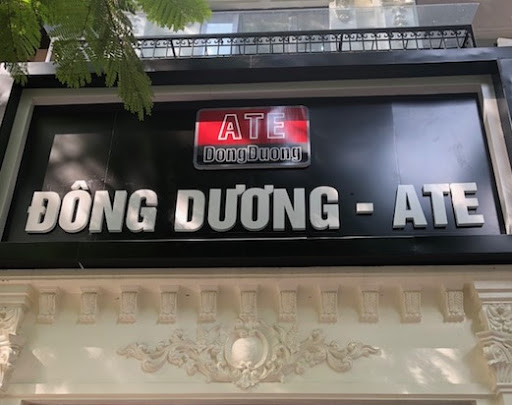 ATE
DongDuong
ĐÔNG DƯƠNG - ATE